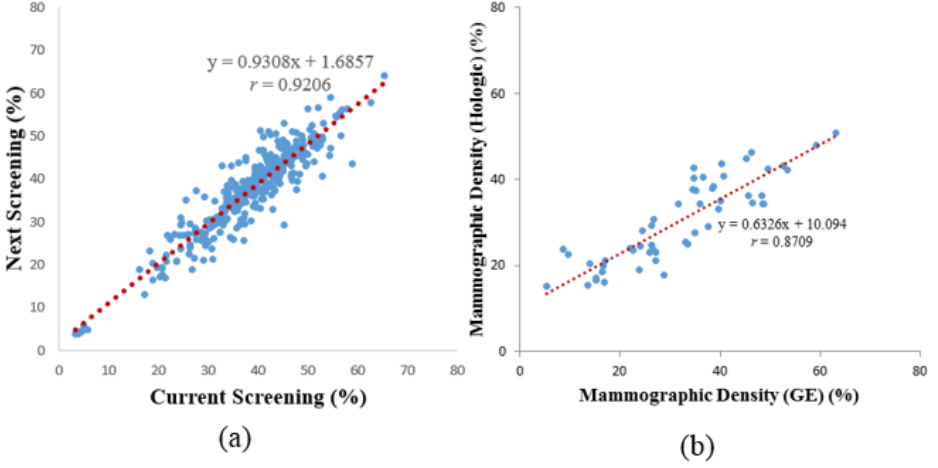 80
70
60
50
40
30
20
10
0
0 10 20 30 40 50 60 70 80
Next Screening (%)
y = 0.9308x + 1.6857
r = 0.9206
Current Screening (%)
(a)
80
60
40
20
0
0 20 40 60 80
Mammographic Density (Hologic) (%)
y = 0.6326x + 10.094
r = 0.8709
Mammographic Density (GE) (%)
(b)